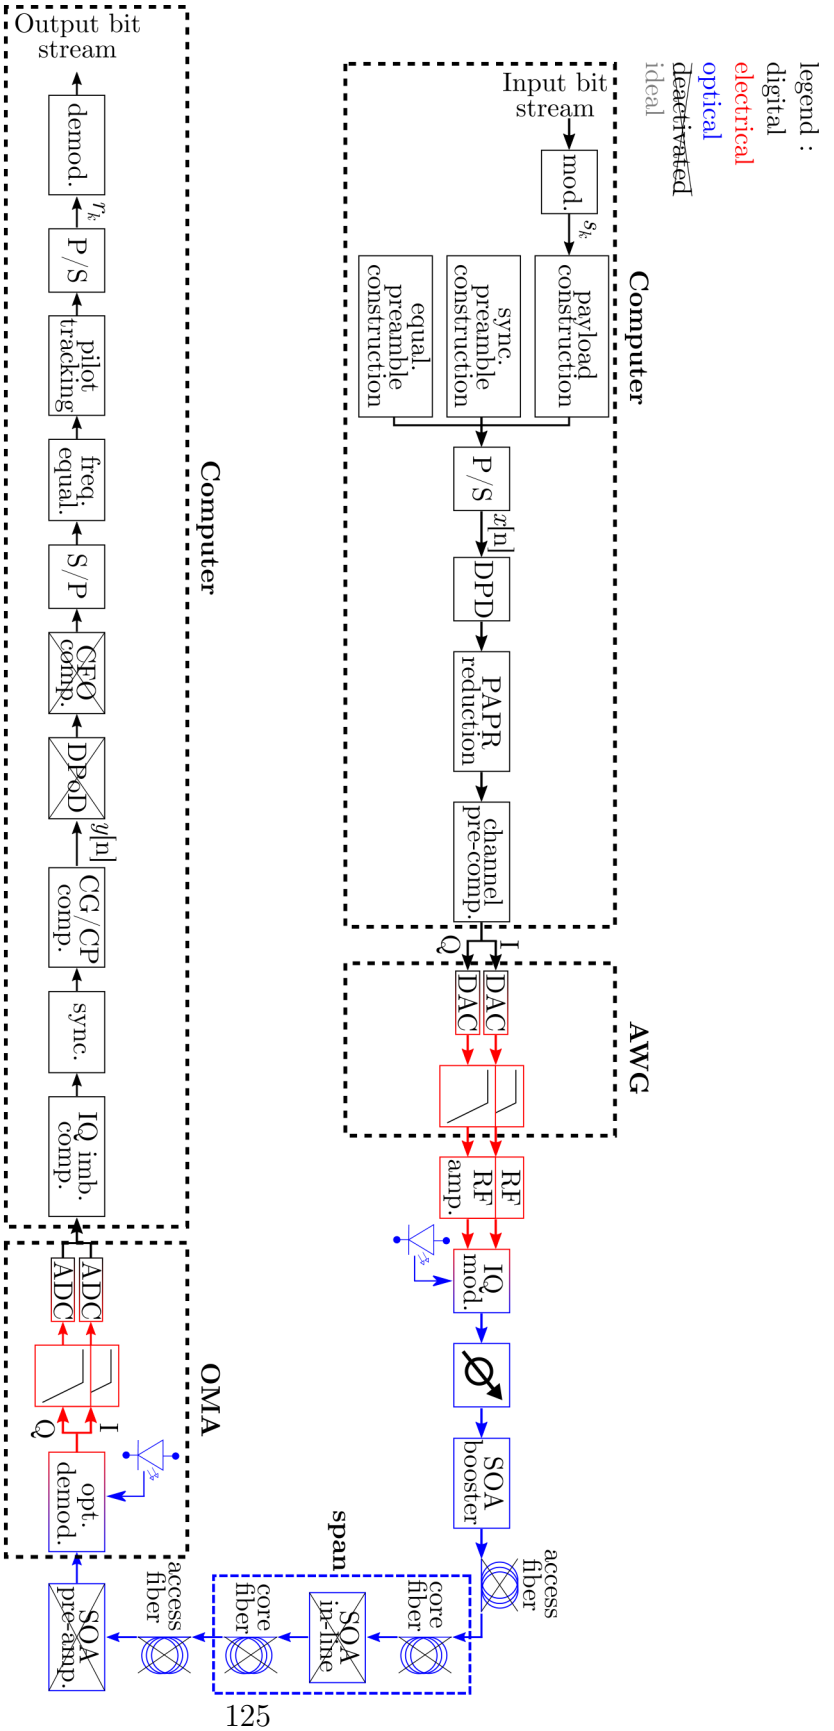 legend :
digital
electrical
optical
deactivated
ideal
Computer
Input bit
stream
mod.
s_k
payload
construction
sync.
preamble
construction
equal.
preamble
construction
P/S
x[n]
DPD
PAPR
reduction
channel
pre-comp.
I
Q
AWG
DAC
DAC
RF
RF
amp.
IQ
mod.
SOA
booster
access
fiber
span
core
fiber
SOA
in-line
core
fiber
access
fiber
SOA
pre-amp.
OMA
opt.
demod.
I
Q
ADC
ADC
Computer
IQ imb.
comp.
sync.
CG/CP
comp.
y[n]
DPoD
CFO
comp.
S/P
freq.
equal.
pilot
tracking
P/S
r_k
demod.
Output bit
stream
125